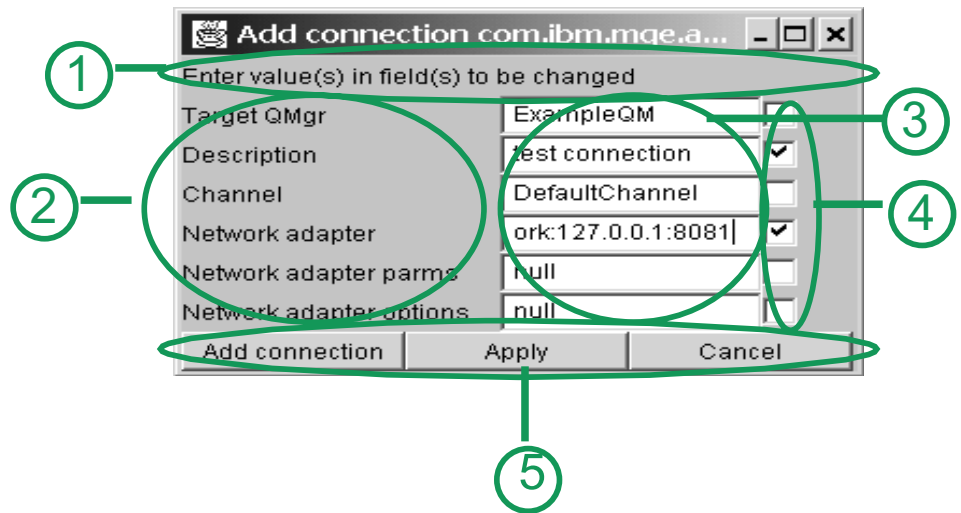 Add connection com.ibm.mqe.a...
1
Enter value(s) in field(s) to be changed
Target QMgr ExampleQM
3
Description test connection
2
Channel DefaultChannel
4
Network adapter ork:127.0.0.1:8081
Network adapter parms null
Network adapter options null
Add connection Apply Cancel
5